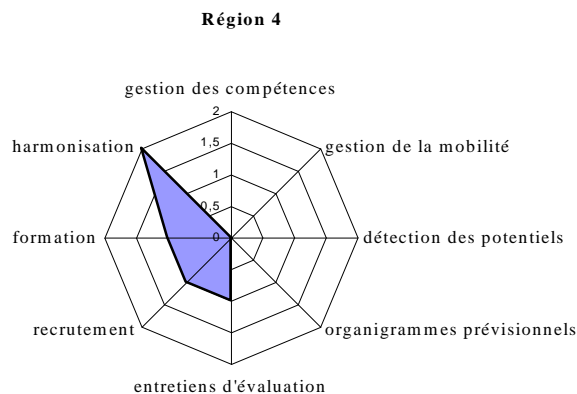 Région 4
gestion des compétences
2
harmonisation
gestion de la mobilité
1,5
1
0,5
formation
0
détection des potentiels
recrutement
organigrammes prévisionnels
entretiens d'évaluation